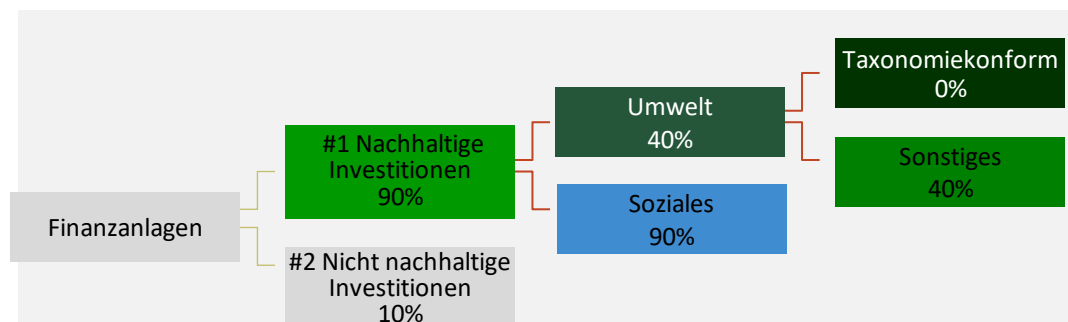 Finanzanlagen
#1 Nachhaltige
Investitionen
90%
#2 Nicht nachhaltige
Investitionen
10%
Umwelt
40%
Soziales
90%
Taxonomiekonform
0%
Sonstiges
40%